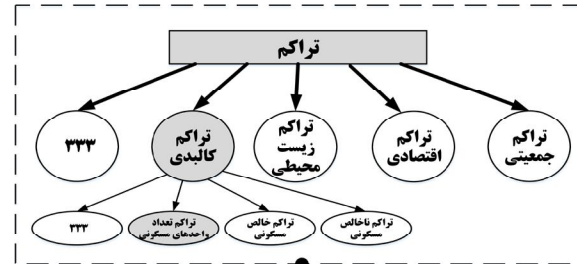 تراکم
تراکم
جمعیتی
تراکم
اقتصادی
تراکم
زیست
محیطی
تراکم
کالبدی
؟؟؟
تراکم ناخالص
مسکونی
تراکم خالص
مسکونی
تراکم تعداد
واحدهای مسکونی
؟؟؟